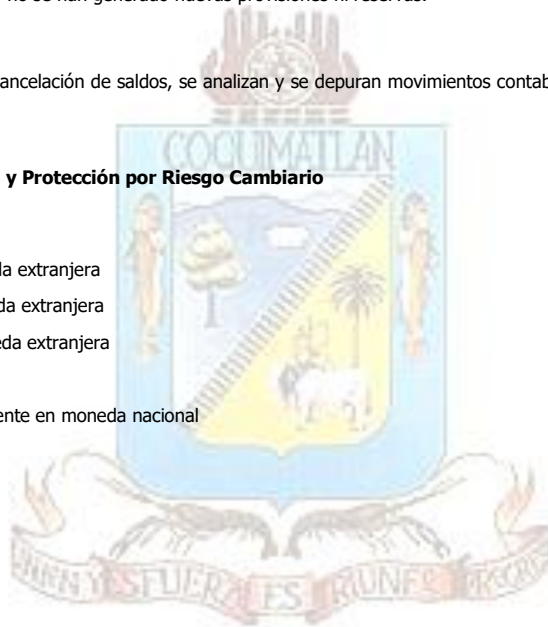 no se han generado nuevas provisiones ni reservas.
ancelación de saldos, se analizan y se depuran movimientos contab
COQUIMATLAN
y Protección por Riesgo Cambiario
da extranjera
da extranjera
eda extranjera
ente en moneda nacional